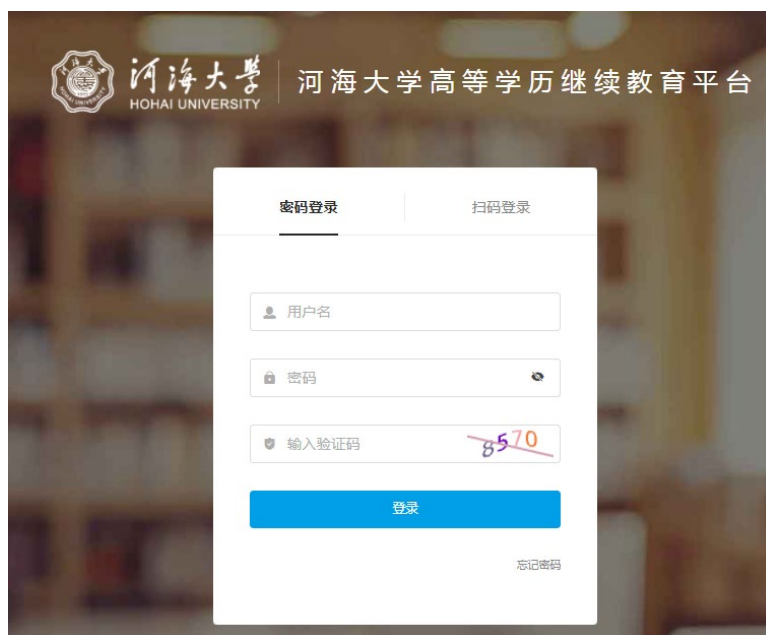 河海大学
HOHAI UNIVERSITY
河海大学高等学历继续教育平台
密码登录
扫码登录
用户名
密码
输入验证码
8570
登录
忘记密码